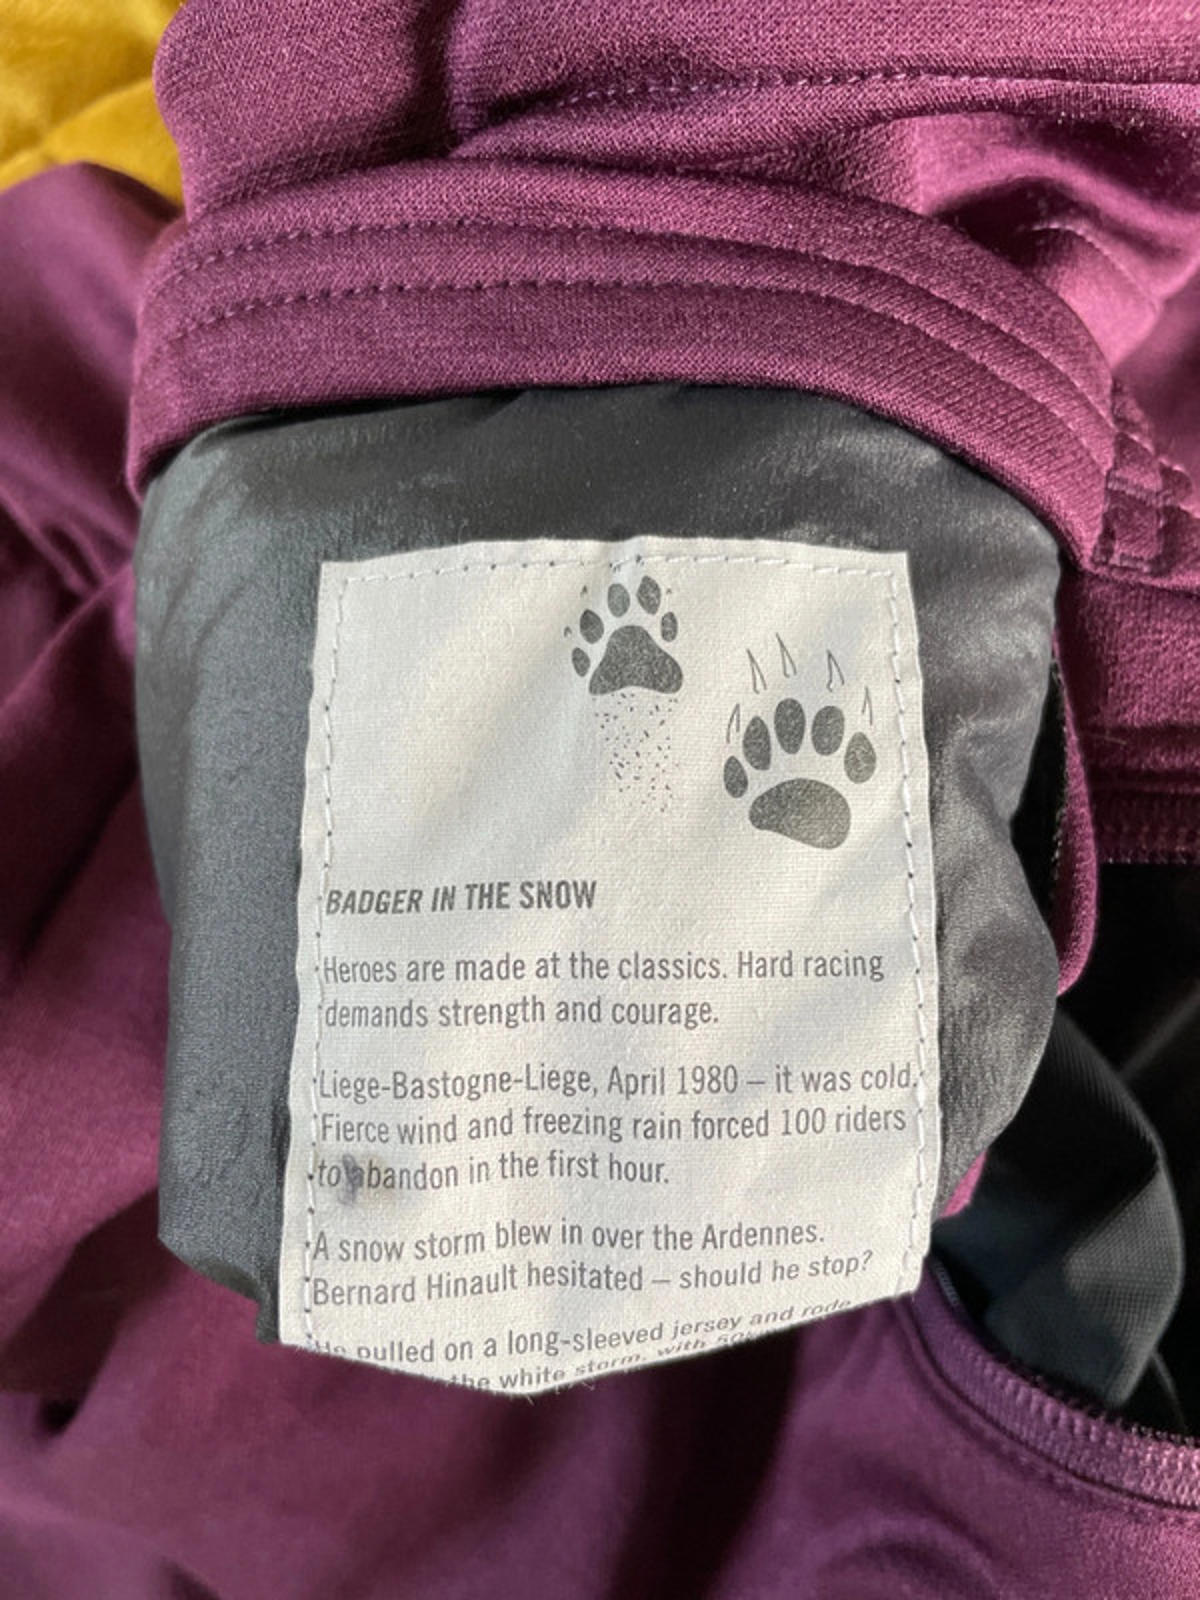 BADGER IN THE SNOW
Heroes are made at the classics. Hard racing
demands strength and courage.
Liege-Bastogne-Liege, April 1980 – it was cold.
Fierce wind and freezing rain forced 100 riders
to abandon in the first hour.
A snow storm blew in over the Ardennes.
Bernard Hinault hesitated – should he stop?
He pulled on a long-sleeved jersey and rode
the white storm, with